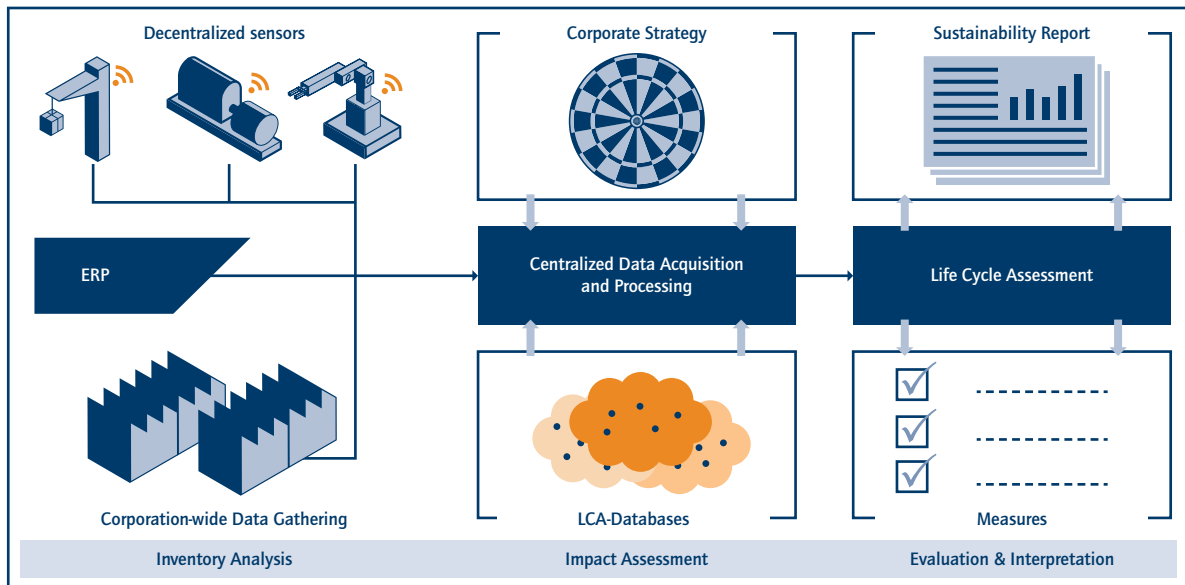 Decentralized sensors
Corporate Strategy
Sustainability Report
ERP
Centralized Data Acquisition
and Processing
Life Cycle Assessment
Corporation-wide Data Gathering
LCA-Databases
Measures
Inventory Analysis
Impact Assessment
Evaluation & Interpretation